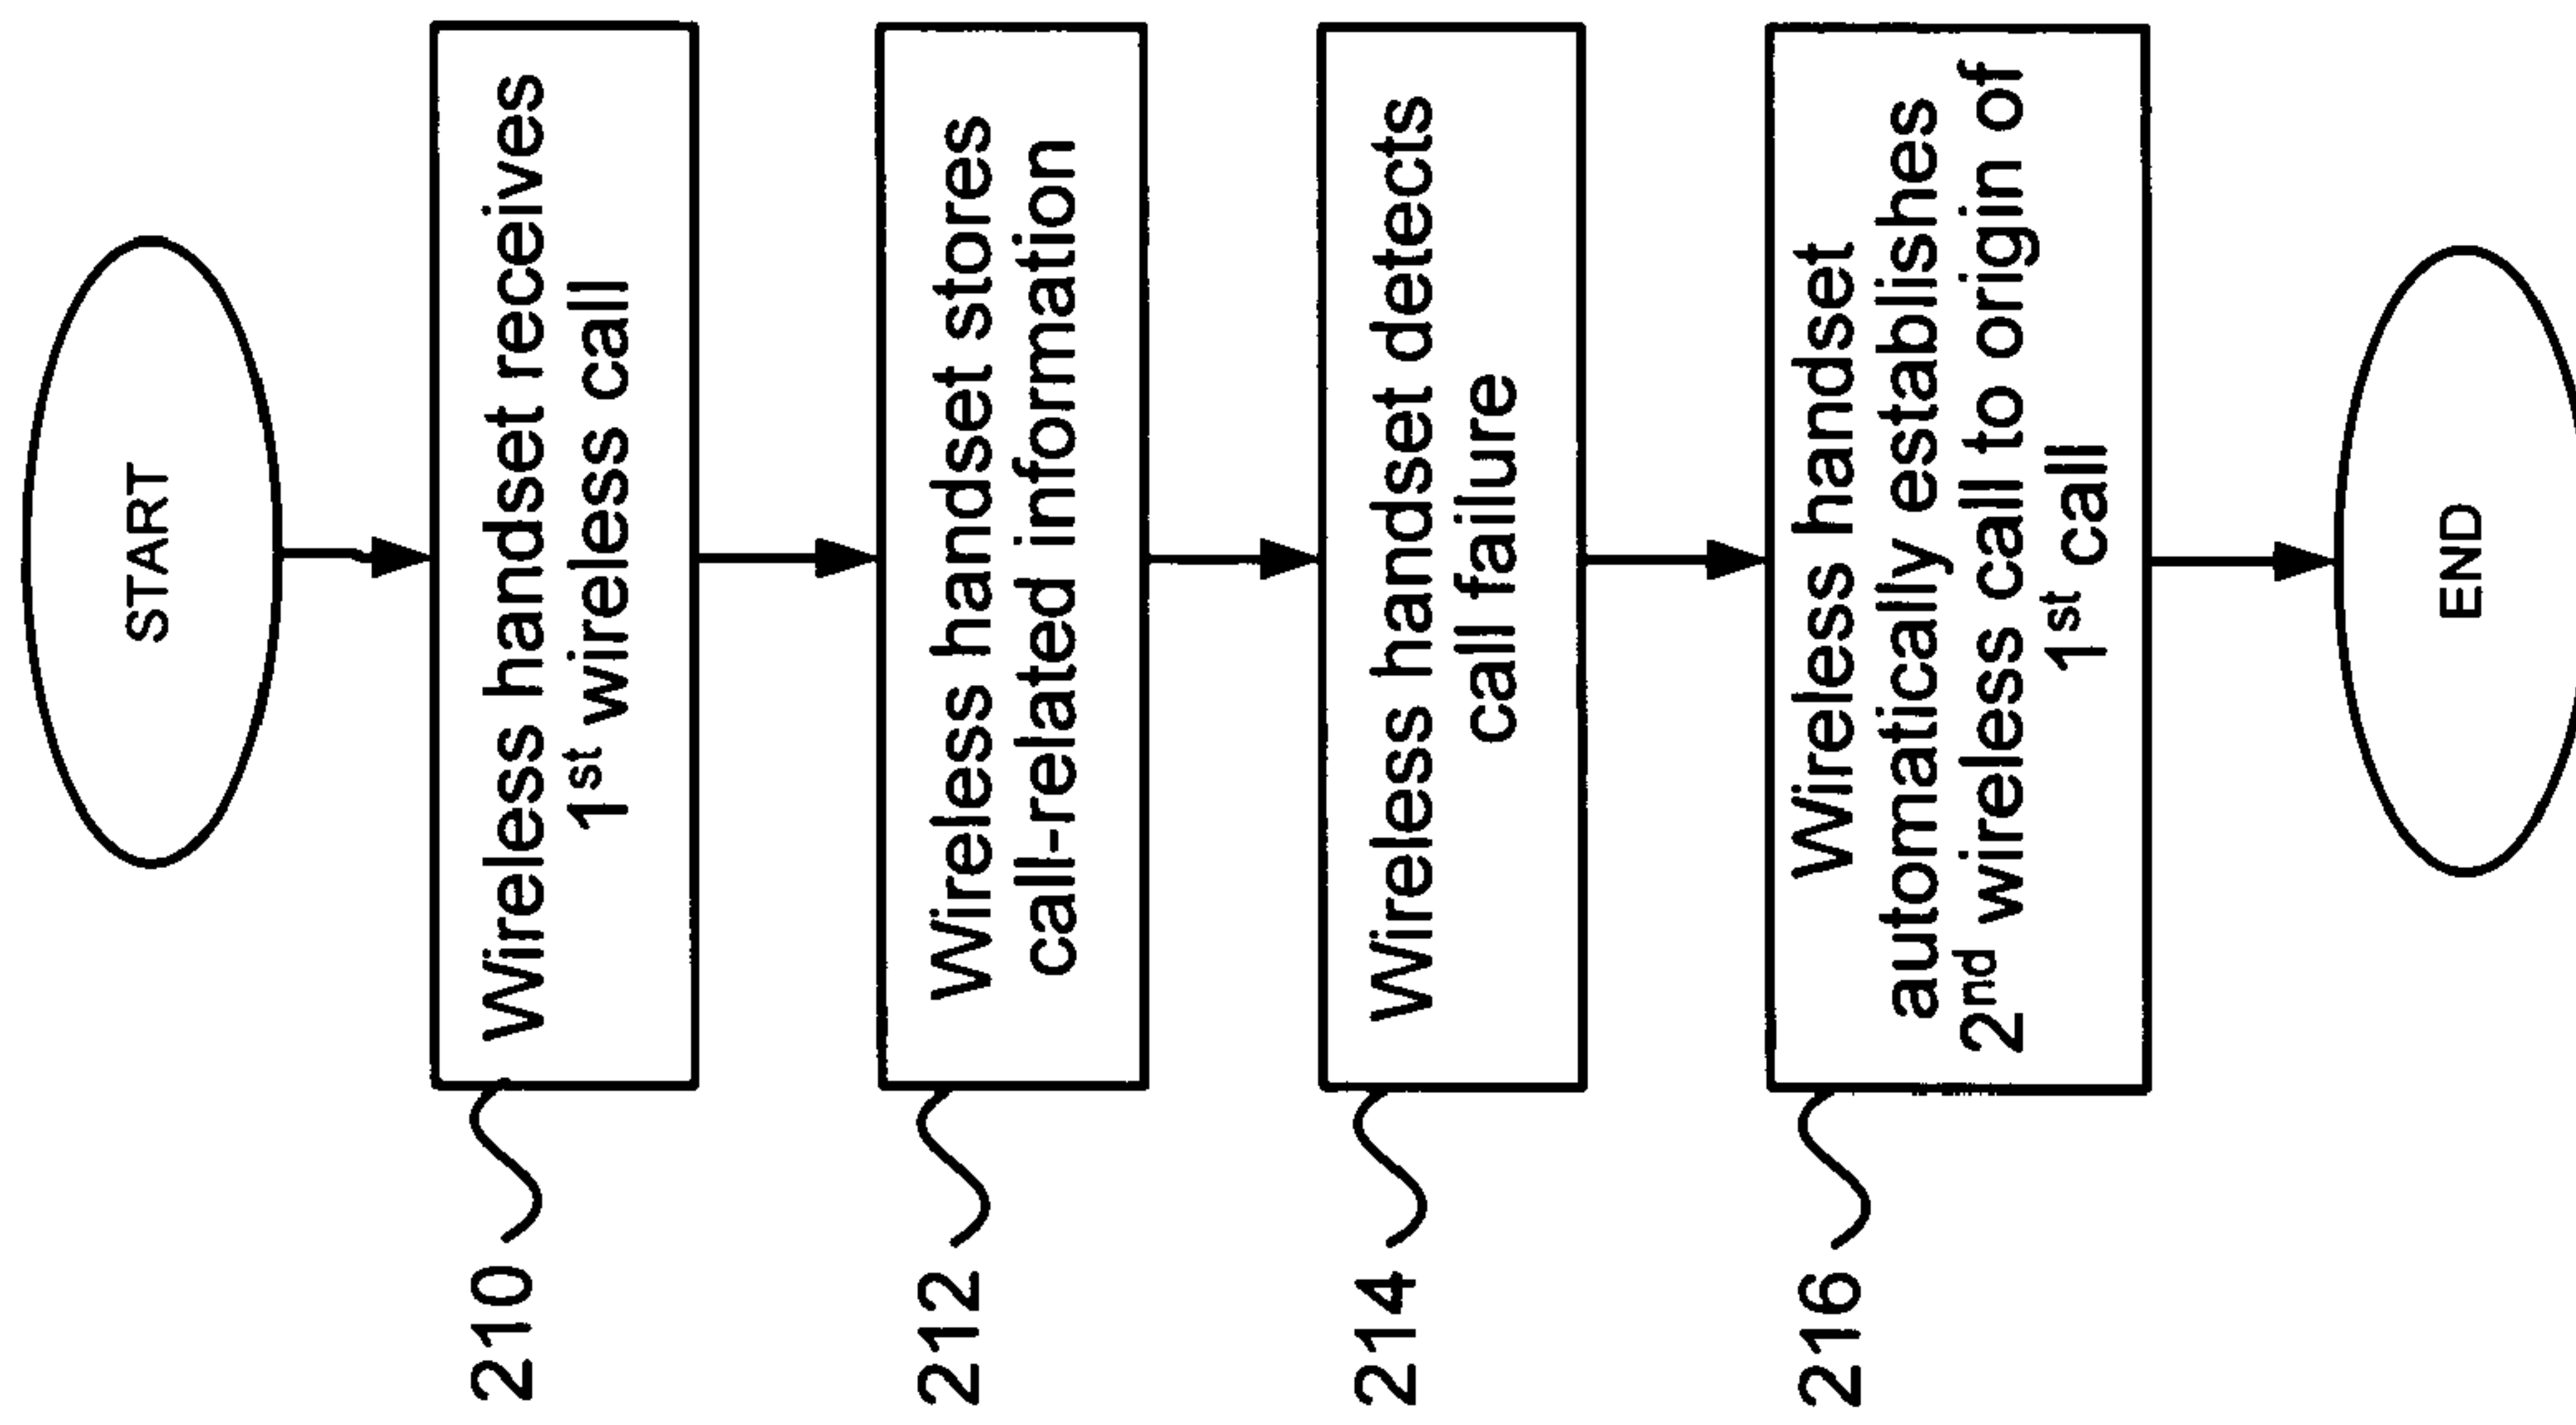 START
210
Wireless handset receives
1st wireless call
212
Wireless handset stores
call-related information
214
Wireless handset detects
call failure
216
Wireless handset
automatically establishes
2nd wireless call to origin of
1st call
END